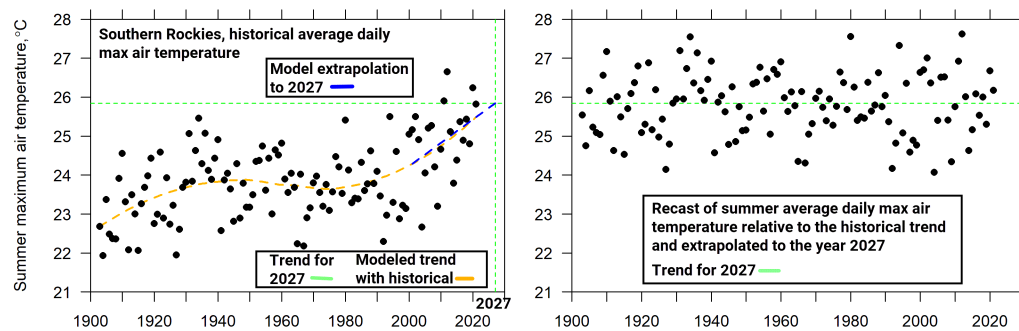 Summer maximum air temperature, °C
28
27
26
25
24
23
22
21
Southern Rockies, historical average daily
max air temperature
Model extrapolation
to 2027
Trend for
2027
Modeled trend
with historical
2027
1900
1920
1940
1960
1980
2000
2020
28
27
26
25
24
23
22
21
Recast of summer average daily max air
temperature relative to the historical trend
and extrapolated to the year 2027
Trend for 2027
1900
1920
1940
1960
1980
2000
2020